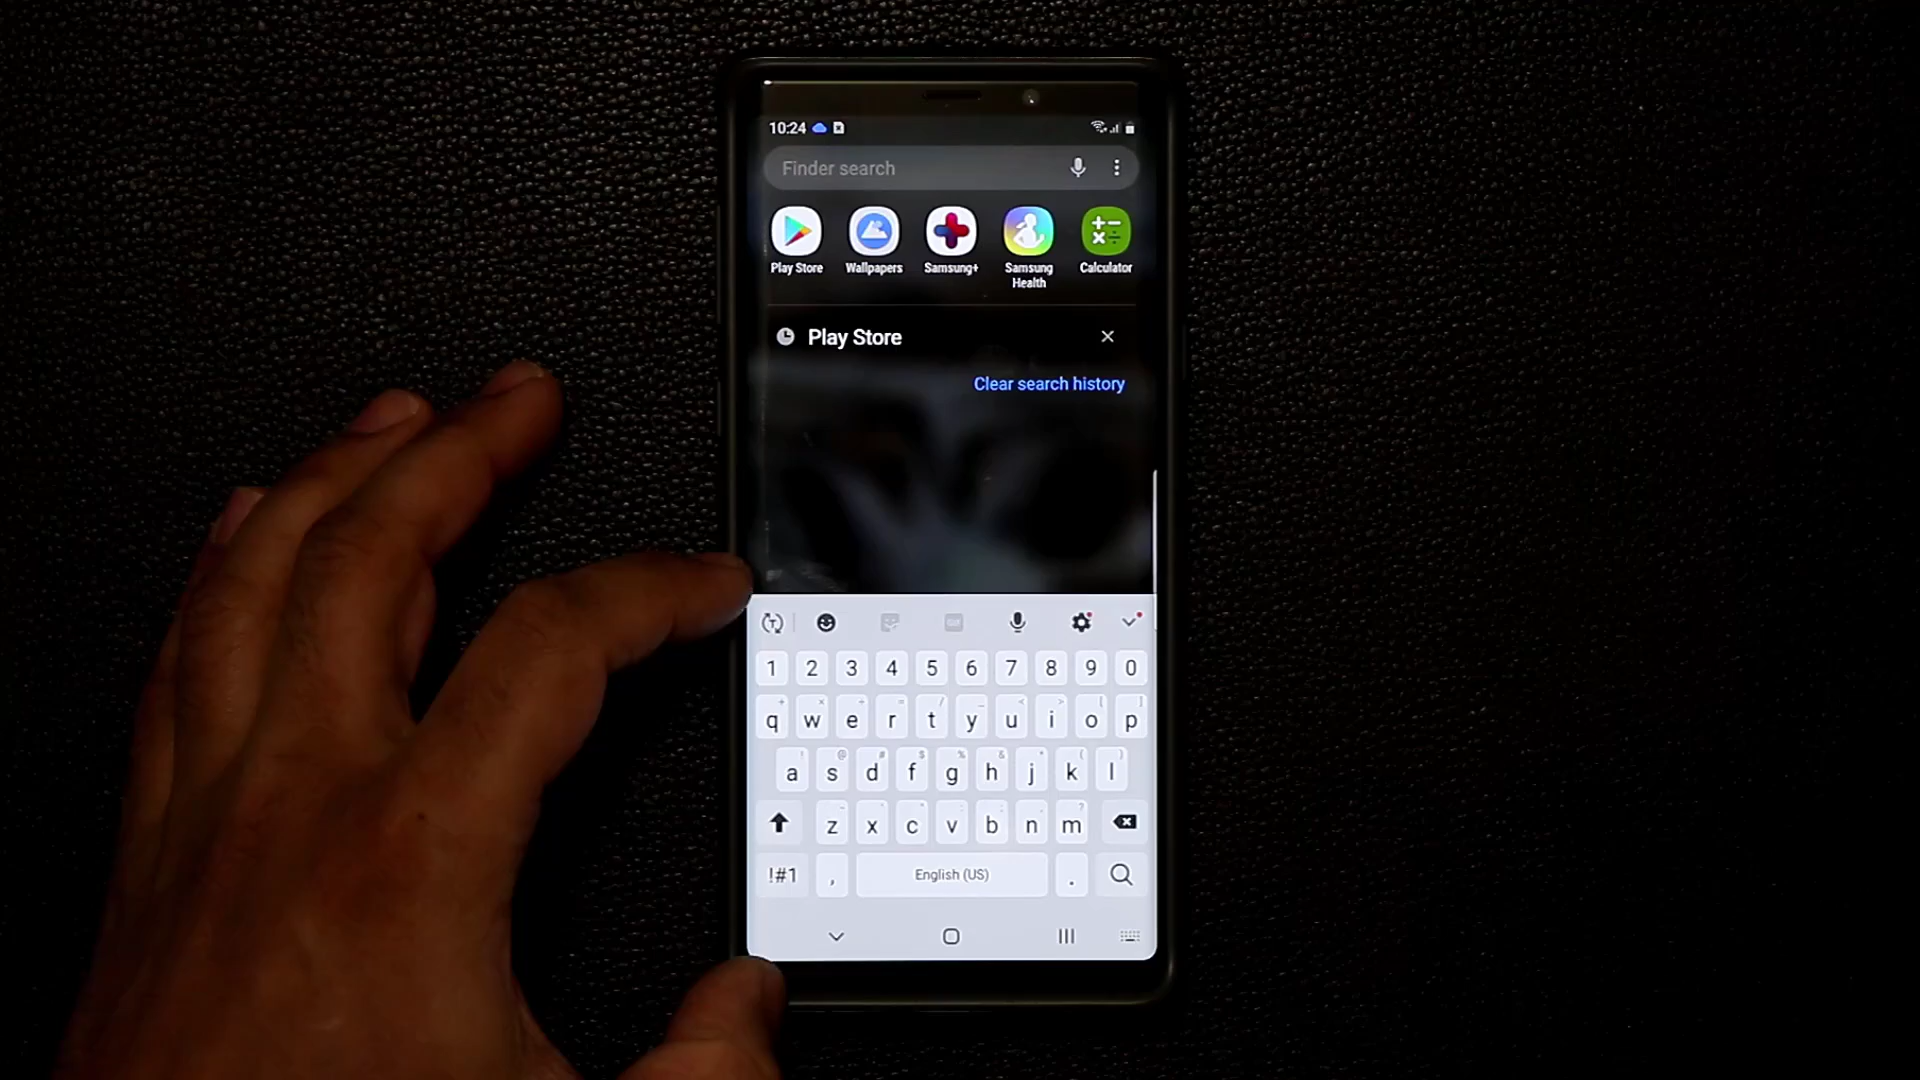 10:24
Finder search
Play Store Wallpapers Samsung+ Samsung Health Calculator
Play Store
Clear search history
GIF
1 2 3 4 5 6 7 8 9 0
q w e r t y u i o p
a s d f g h j k l
z x c v b n m
!#1 , English (US) .